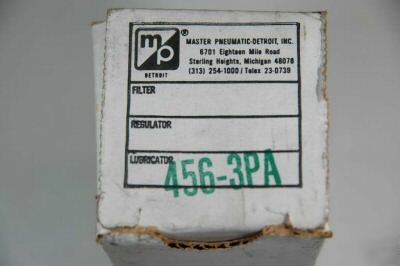 mp®
DETROIT
MASTER PNEUMATIC-DETROIT, INC.
6701 Eighteen Mile Road
Sterling Heights, Michigan 48078
(313) 254-1000 / Telex 23-0739
FILTER
REGULATOR
LUBRICATOR
456-3PA